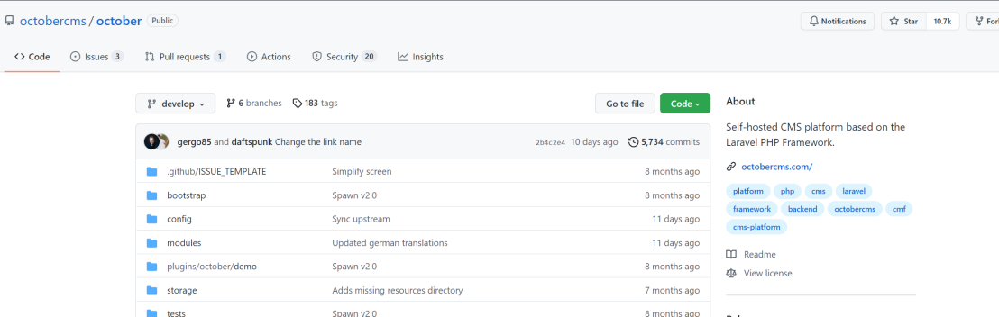 octobercms / october Public Notifications Star 10.7k Fork
Code Issues 3 Pull requests 1 Actions Security 20 Insights
develop 6 branches 183 tags Go to file Code
gergo85 and daftspunk Change the link name 2b4c2e4 10 days ago 5,734 commits
.github/ISSUE_TEMPLATE Simplify screen 8 months ago
bootstrap Spawn v2.0 8 months ago
config Sync upstream 11 days ago
modules Updated german translations 11 days ago
plugins/october/demo Spawn v2.0 8 months ago
storage Adds missing resources directory 7 months ago
tests Spawn v2.0 8 months ago
About
Self-hosted CMS platform based on the
Laravel PHP Framework.
octobercms.com/
platform php cms laravel
framework backend octobercms cmf
cms-platform
Readme
View license